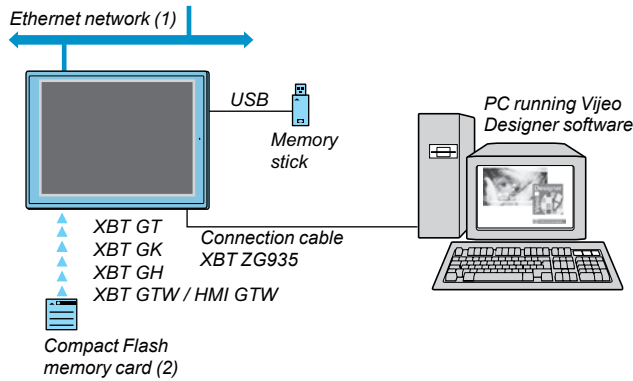 Ethernet network (1)
USB
Memory
stick
PC running Vijeo
Designer software
XBT GT
XBT GK
XBT GH
XBT GTW / HMI GTW
Connection cable
XBT ZG935
Compact Flash
memory card (2)